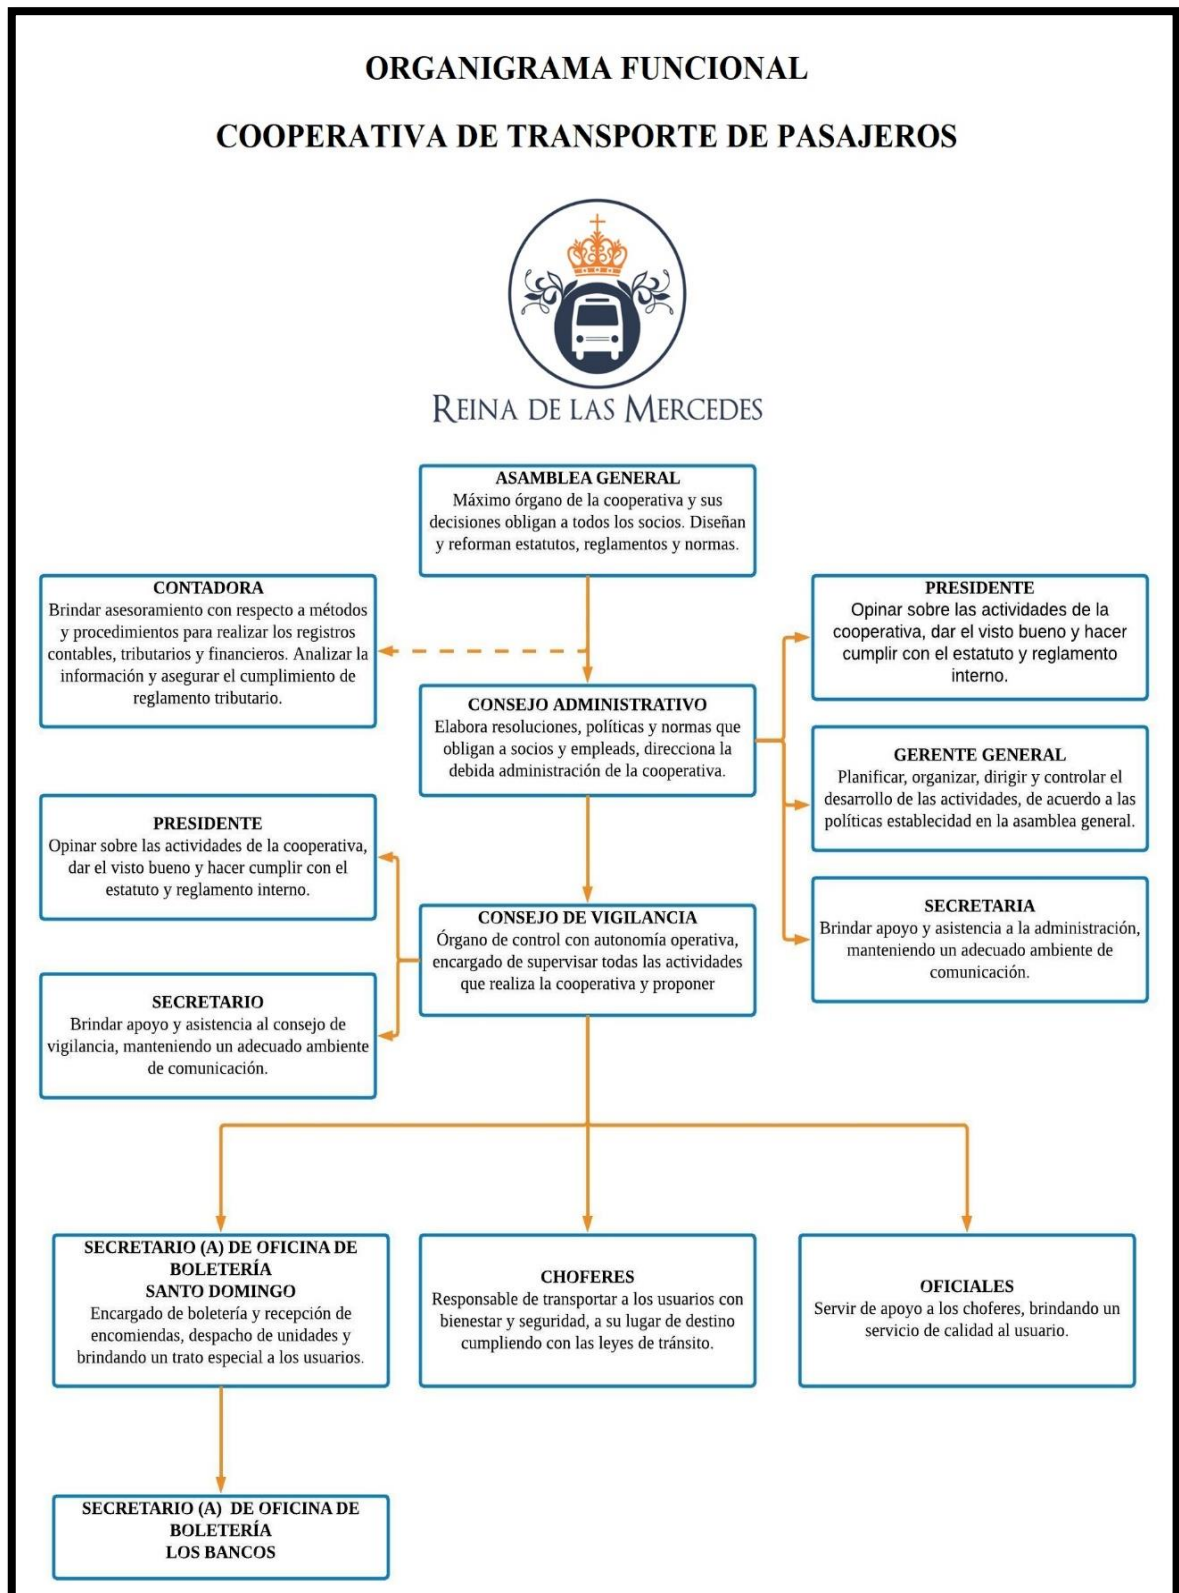 ORGANIGRAMA FUNCIONAL
COOPERATIVA DE TRANSPORTE DE PASAJEROS
REINA DE LAS MERCEDES
ASAMBLEA GENERAL
Máximo órgano de la cooperativa y sus
decisiones obligan a todos los socios. Diseñan
y reforman estatutos, reglamentos y normas.
CONTADORA
Brindar asesoramiento con respecto a métodos
y procedimientos para realizar los registros
contables, tributarios y financieros. Analizar la
información y asegurar el cumplimiento de
reglamento tributario.
PRESIDENTE
Opinar sobre las actividades de la
cooperativa, dar el visto bueno y hacer
cumplir con el estatuto y reglamento
interno.
CONSEJO ADMINISTRATIVO
Elabora resoluciones, políticas y normas que
obligan a socios y empleads, direcciona la
debida administración de la cooperativa.
GERENTE GENERAL
Planificar, organizar, dirigir y controlar el
desarrollo de las actividades, de acuerdo a las
políticas establecidad en la asamblea general.
PRESIDENTE
Opinar sobre las actividades de la cooperativa,
dar el visto bueno y hacer cumplir con el
estatuto y reglamento interno.
SECRETARIA
Brindar apoyo y asistencia a la administración,
manteniendo un adecuado ambiente de
comunicación.
CONSEJO DE VIGILANCIA
Órgano de control con autonomía operativa,
encargado de supervisar todas las actividades
que realiza la cooperativa y proponer
SECRETARIO
Brindar apoyo y asistencia al consejo de
vigilancia, manteniendo un adecuado ambiente
de comunicación.
SECRETARIO (A) DE OFICINA DE
BOLETERÍA
SANTO DOMINGO
Encargado de boletería y recepción de
encomiendas, despacho de unidades y
brindando un trato especial a los usuarios.
CHOFERES
Responsable de transportar a los usuarios con
bienestar y seguridad, a su lugar de destino
cumpliendo con las leyes de tránsito.
OFICIALES
Servir de apoyo a los choferes, brindando un
servicio de calidad al usuario.
SECRETARIO (A) DE OFICINA DE
BOLETERÍA
LOS BANCOS